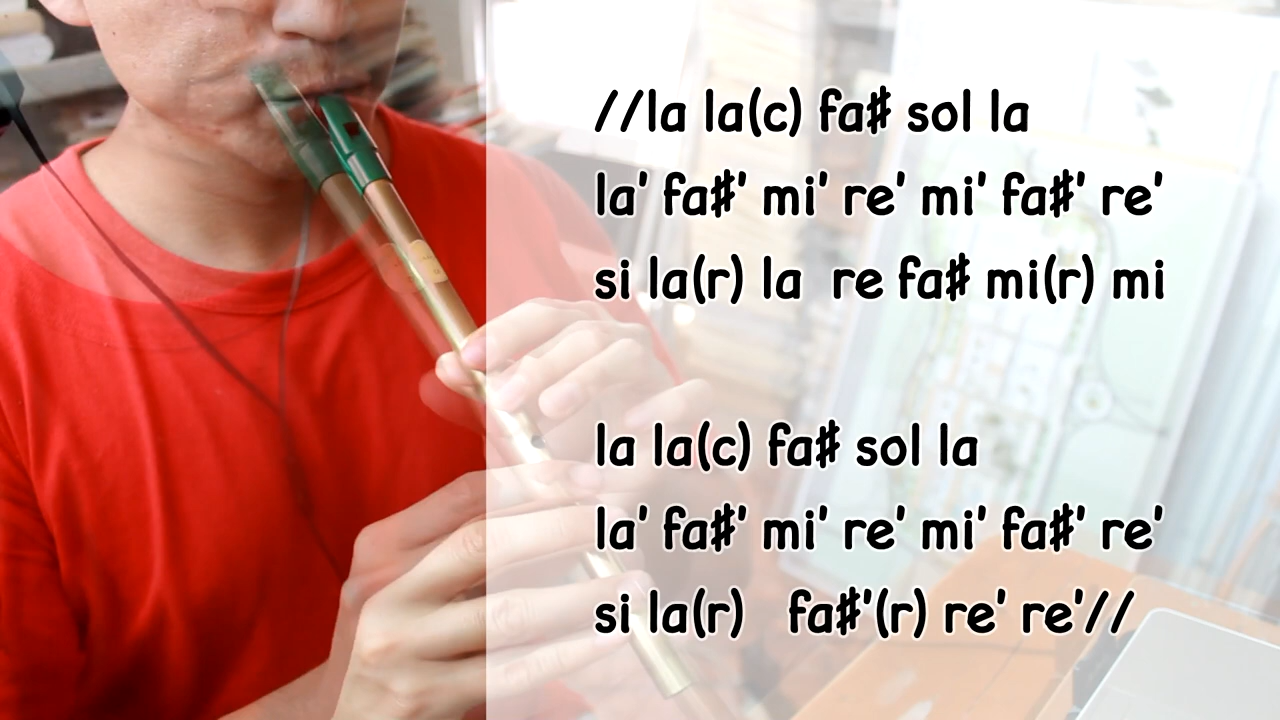 //la la(c) fa# sol la
la' fa#' mi' re' mi' fa#' re'
si la(r) la re fa# mi(r) mi
la la(c) fa# sol la
la' fa#' mi' re' mi' fa#' re'
si la(r) fa#'(r) re' re'//